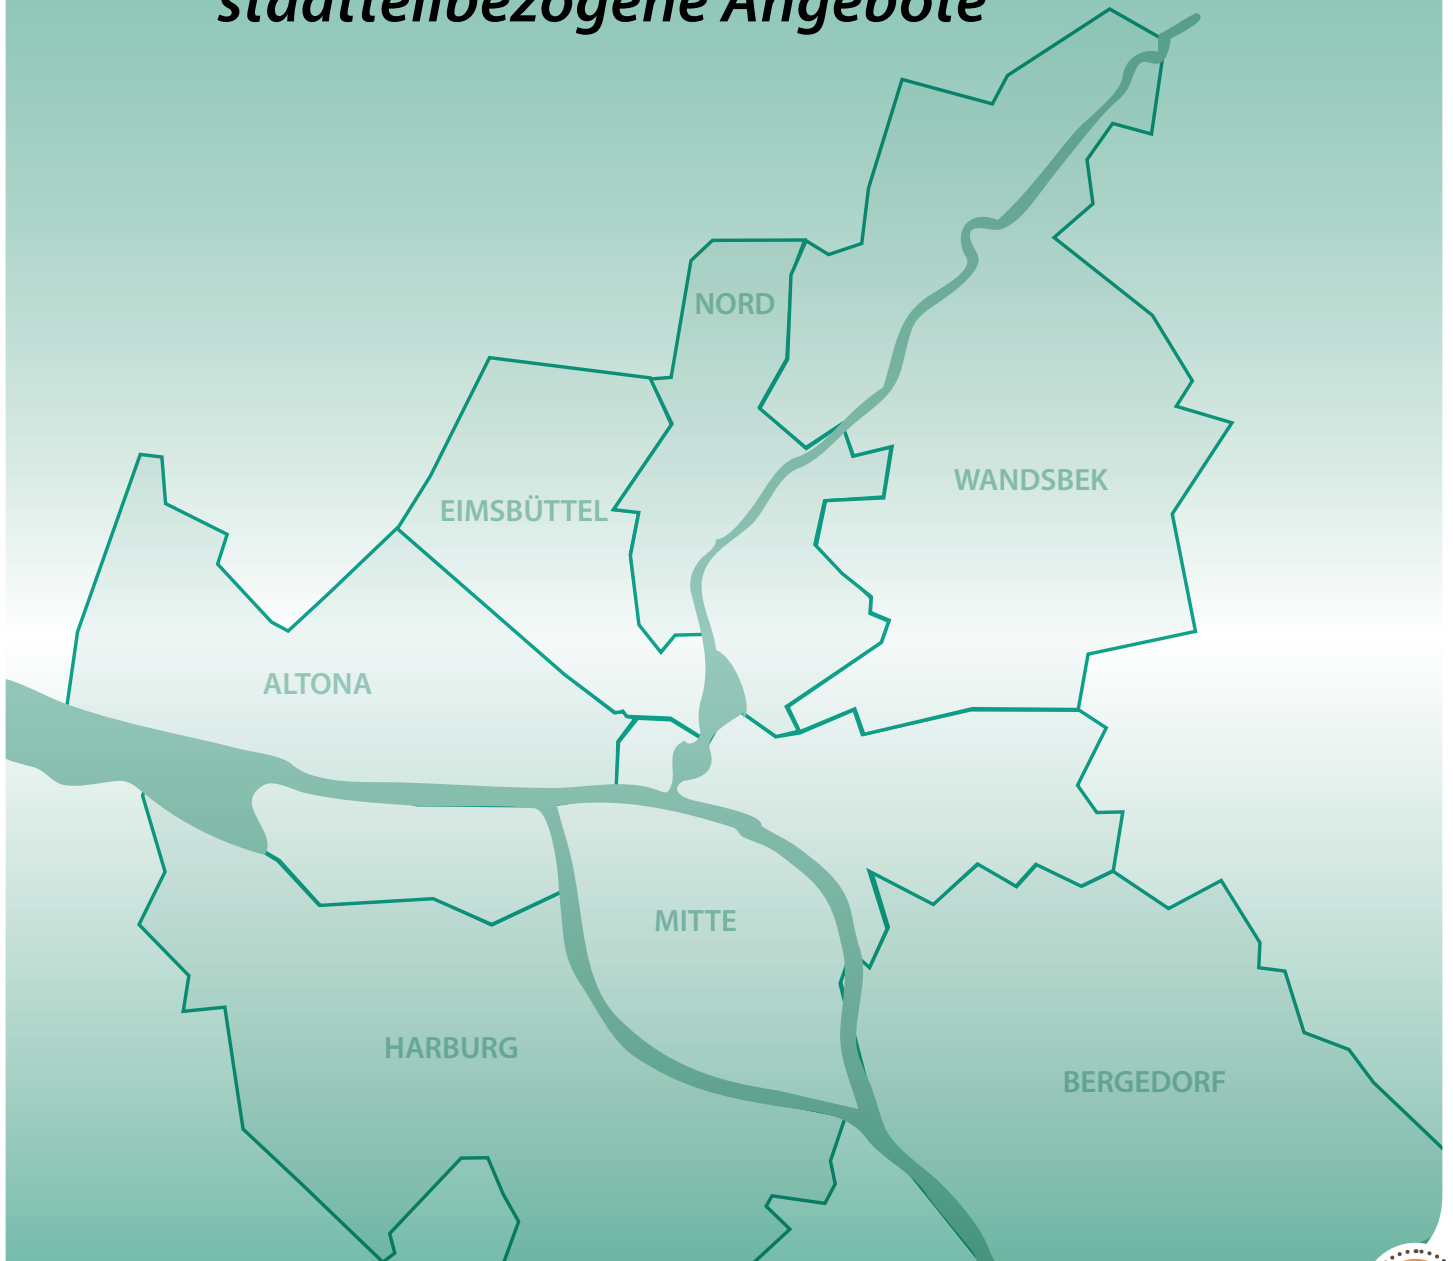 stadtteilbezogene Angebote
NORD
WANDSBEK
EIMSBÜTTEL
ALTONA
MITTE
HARBURG
BERGEDORF